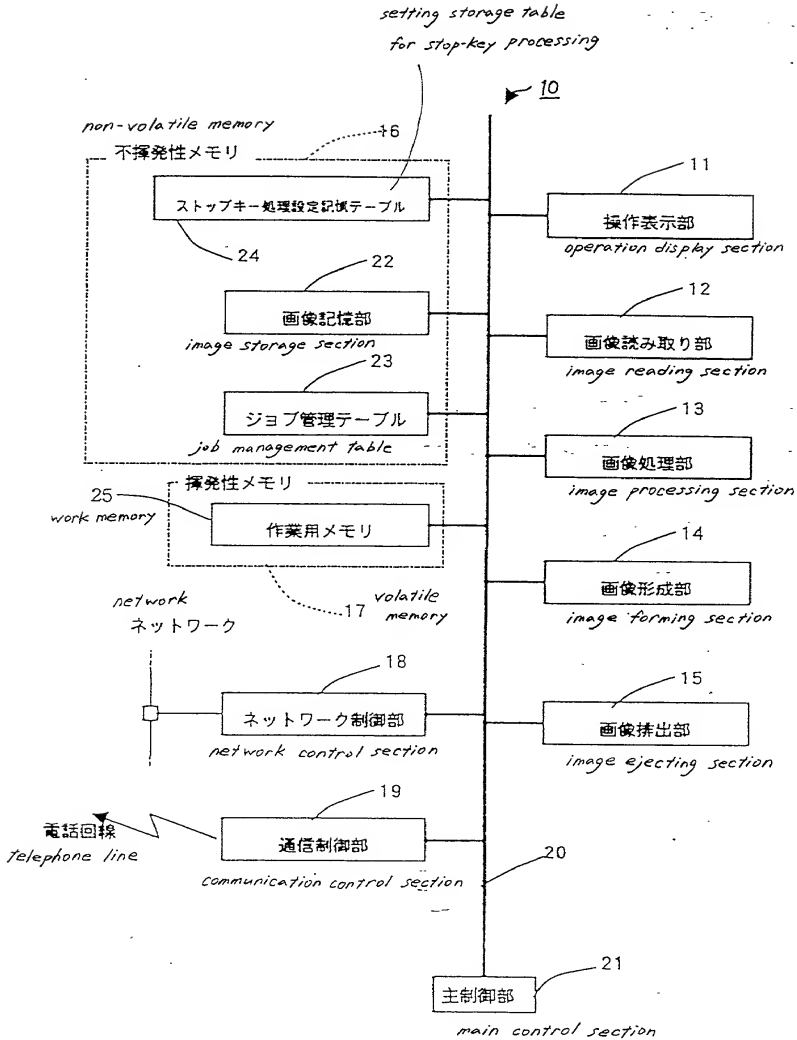 setting storage table
for stop-key processing
10
non-volatile memory
16
不揮発性メモリ
ストップキー処理設定記憶テーブル
24
11
操作表示部
operation display section
22
画像記憶部
image storage section
12
画像読み取り部
image reading section
23
ジョブ管理テーブル
job management table
13
画像処理部
image processing section
揮発性メモリ
25
work memory
作業用メモリ
17
volatile
memory
14
画像形成部
image forming section
network
ネットワーク
18
ネットワーク制御部
network control section
15
画像排出部
image ejecting section
19
電話回線
telephone line
通信制御部
communication control section
20
21
主制御部
main control section